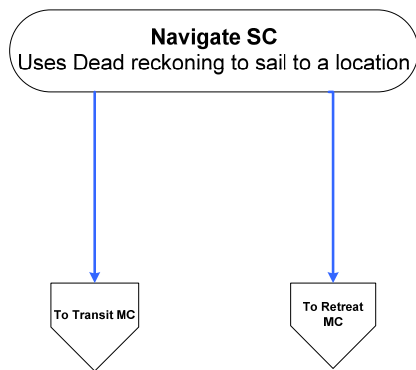 Navigate SC
Uses Dead reckoning to sail to a location
To Transit MC
To Retreat
MC